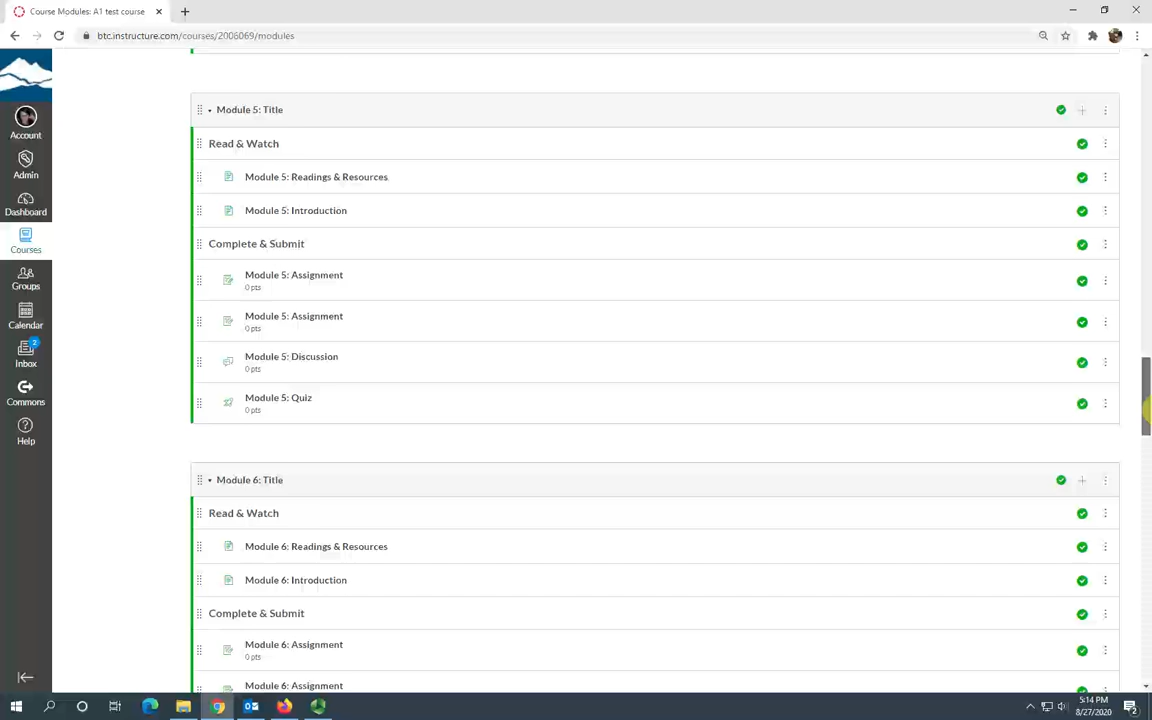 Course Modules: A1 test course
btc.instructure.com/courses/2006069/modules
Account
Admin
Dashboard
Courses
Groups
Calendar
2
Inbox
Commons
Help
Module 5: Title
Read & Watch
Module 5: Readings & Resources
Module 5: Introduction
Complete & Submit
Module 5: Assignment
0 pts
Module 5: Assignment
0 pts
Module 5: Discussion
0 pts
Module 5: Quiz
0 pts
Module 6: Title
Read & Watch
Module 6: Readings & Resources
Module 6: Introduction
Complete & Submit
Module 6: Assignment
0 pts
Module 6: Assignment
5:14 PM
8/27/2020
2